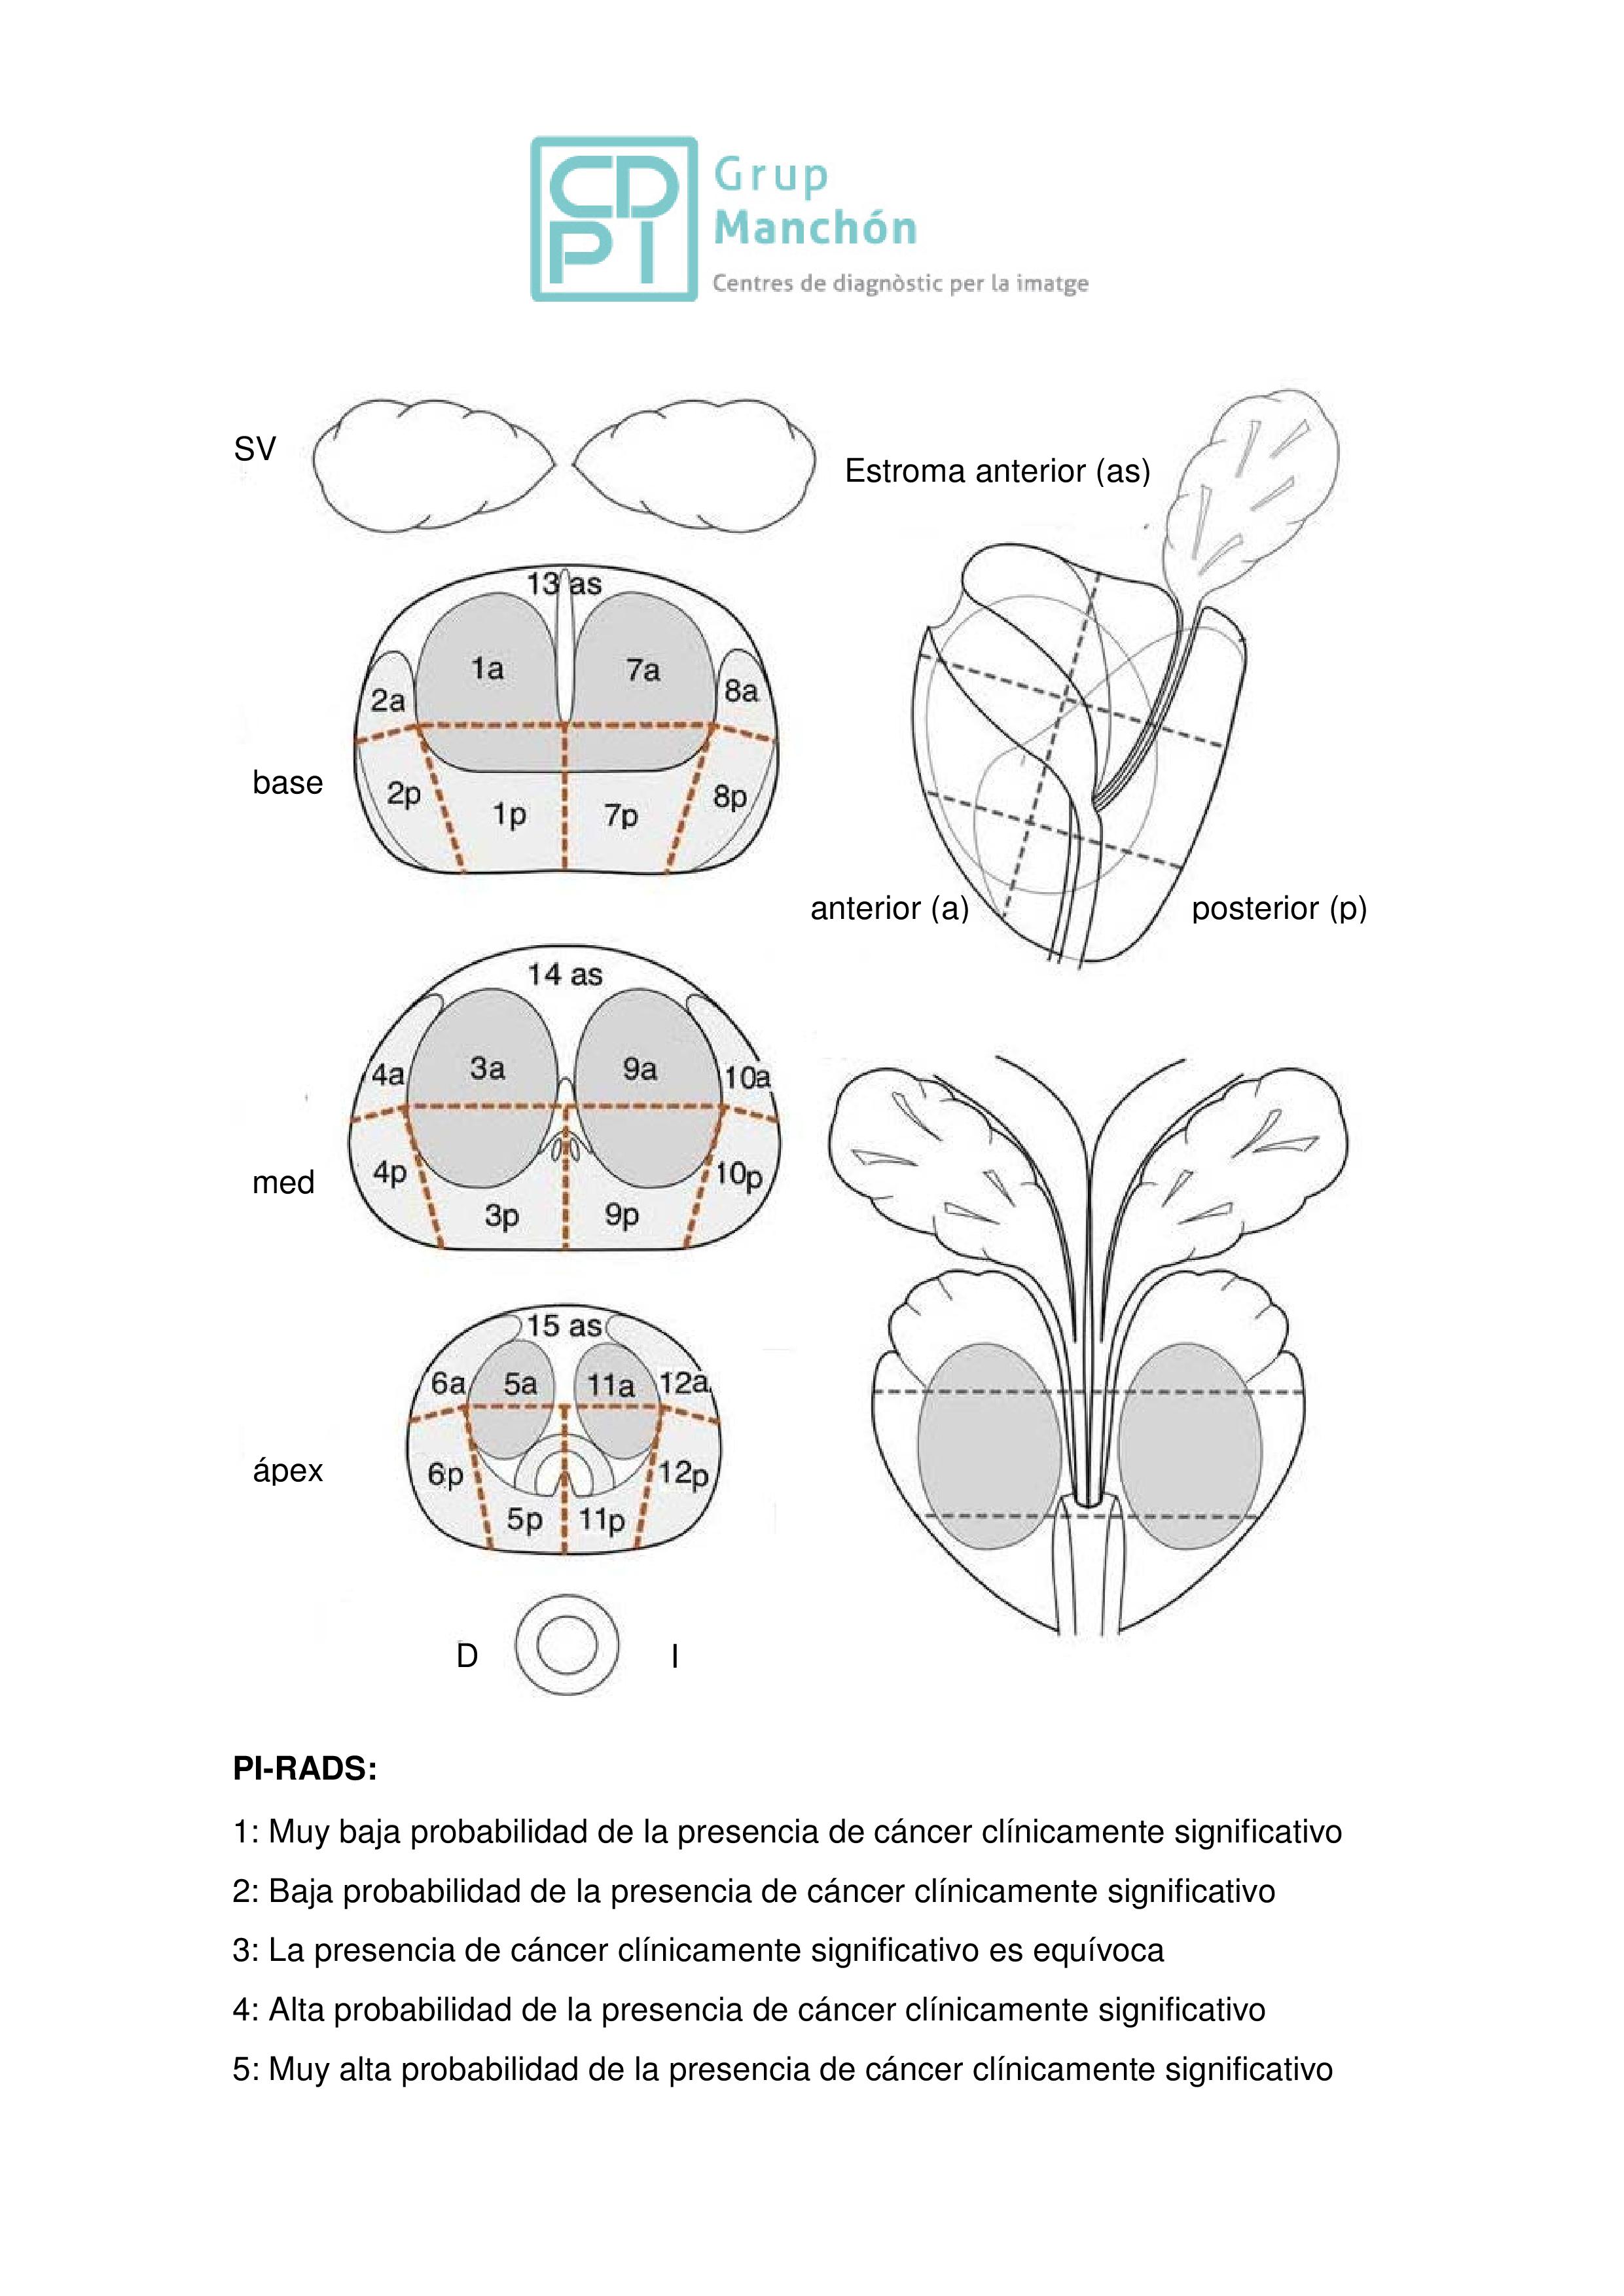 CDPI
Grup
Manchón
Centres de diagnòstic per la imatge
SV
Estroma anterior (as)
13 as
1a
7a
2a
8a
base
2p
1p
7p
8p
anterior (a)
posterior (p)
14 as
4a
3a
9a
10a
med
4p
3p
9p
10p
15 as
6a
5a
11a
12a
ápex
6p
5p
11p
12p
D
I
PI-RADS:
1: Muy baja probabilidad de la presencia de cáncer clínicamente significativo
2: Baja probabilidad de la presencia de cáncer clínicamente significativo
3: La presencia de cáncer clínicamente significativo es equívoca
4: Alta probabilidad de la presencia de cáncer clínicamente significativo
5: Muy alta probabilidad de la presencia de cáncer clínicamente significativo